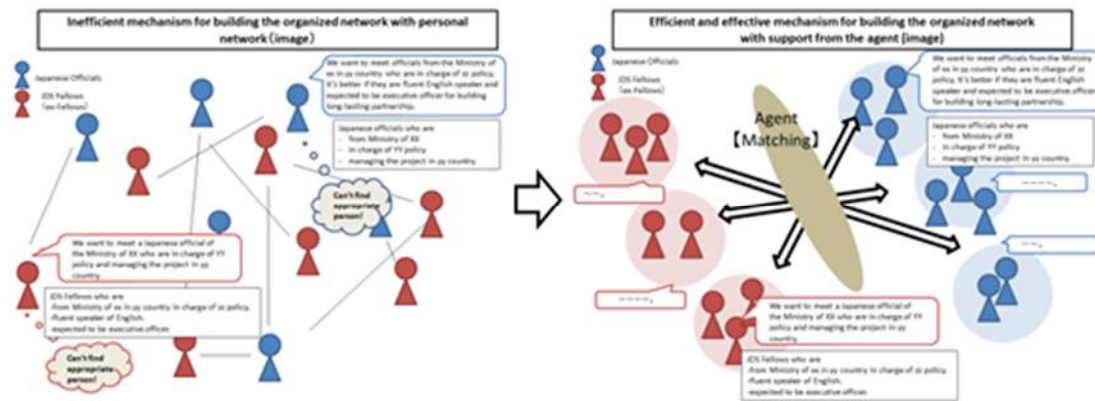 Inefficient mechanism for building the organized network with personal
network (image)
Japanese Officials
JDS Fellows
(ex-Fellows)
We want to meet officials from the Ministry
of xx in yy country who are in charge of zz policy.
It's better if they are fluent English speaker and
expected to be executive officer for building
long-lasting partnership.
Japanese officials who are
- from Ministry of XX
- in charge of YY policy
- managing the project in yy country.
Can't find
appropriate
person!
We want to meet a Japanese official of
the Ministry of XX who are in charge of YY
policy and managing the project in yy
country.
JDS Fellows who are
-from Ministry of xx in yy country in charge of zz policy.
-fluent speaker of English.
-expected to be executive offices
Can't find
appropriate
person!
Efficient and effective mechanism for building the organized network
with support from the agent (image)
Japanese Officials
JDS Fellows
(ex-Fellows)
We want to meet officials from the Ministry
of xx in yy country who are in charge of zz
policy. It's better if they are fluent English
speaker and expected to be executive officer
for building long-lasting partnership.
Agent
【Matching】
Japanese officials who are
- from Ministry of XX
- in charge of YY policy
- managing the project in yy country.
We want to meet a Japanese official of
the Ministry of XX who are in charge of YY
policy and managing the project in yy
country.
JDS Fellows who are
-from Ministry of xx in yy country in charge of zz policy.
-fluent speaker of English.
-expected to be executive offices